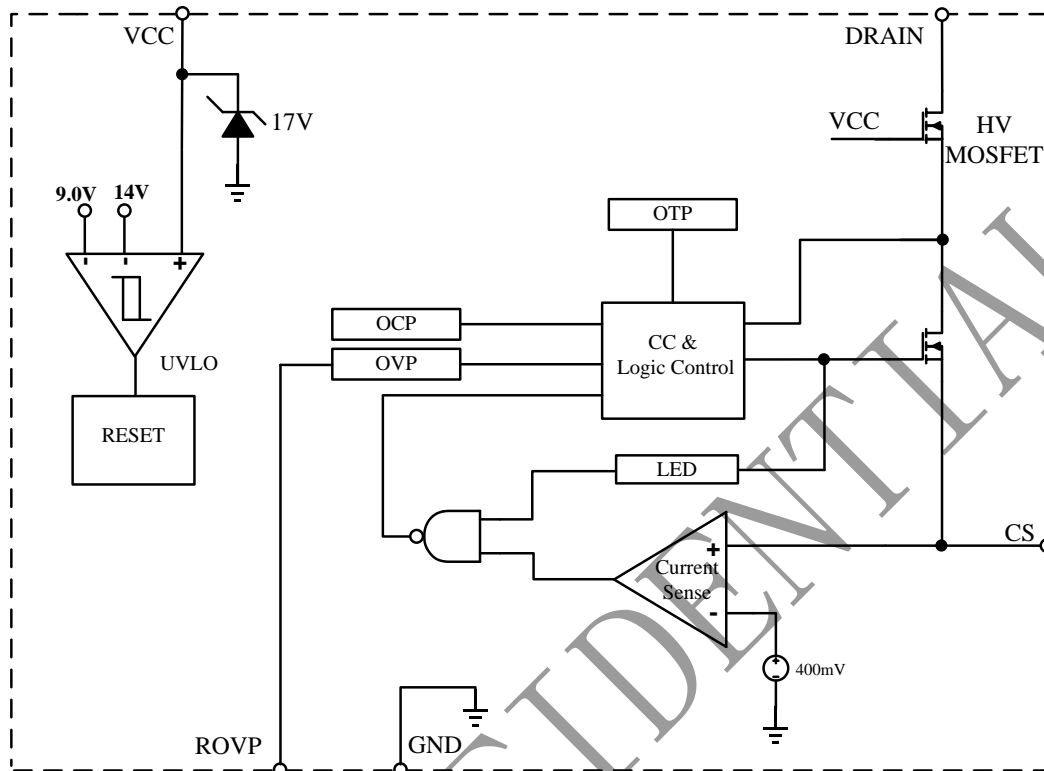 VCC
DRAIN
17V
VCC
HV
MOSFET
9.0V
14V
OTP
- - +
UVLO
OCP
OVP
CC &
Logic Control
RESET
LED
CS
+
Current
Sense
-
+
-
400mV
ROVP
GND
IDENTIAL